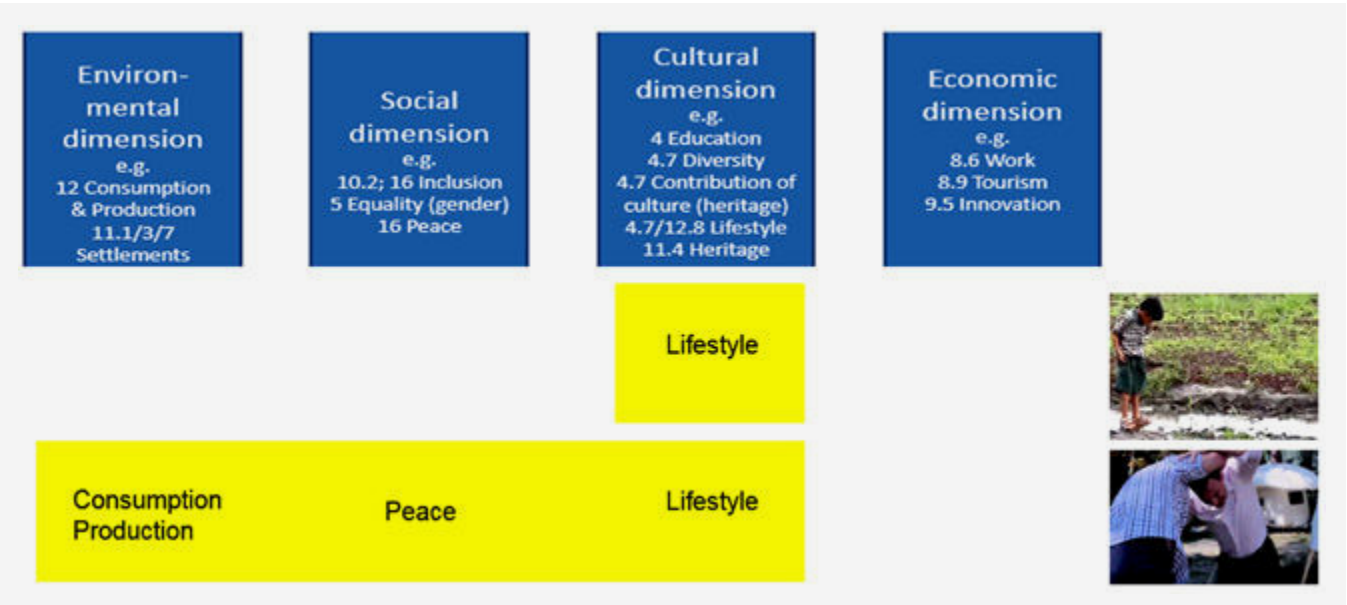 Environ-
mental
dimension
e.g.
12 Consumption
& Production
11.1/3/7
Settlements
Social
dimension
e.g.
10.2; 16 Inclusion
5 Equality (gender)
16 Peace
Cultural
dimension
e.g.
4 Education
4.7 Diversity
4.7 Contribution of
culture (heritage)
4.7/12.8 Lifestyle
11.4 Heritage
Economic
dimension
e.g.
8.6 Work
8.9 Tourism
9.5 Innovation
Lifestyle
Consumption
Production
Peace
Lifestyle